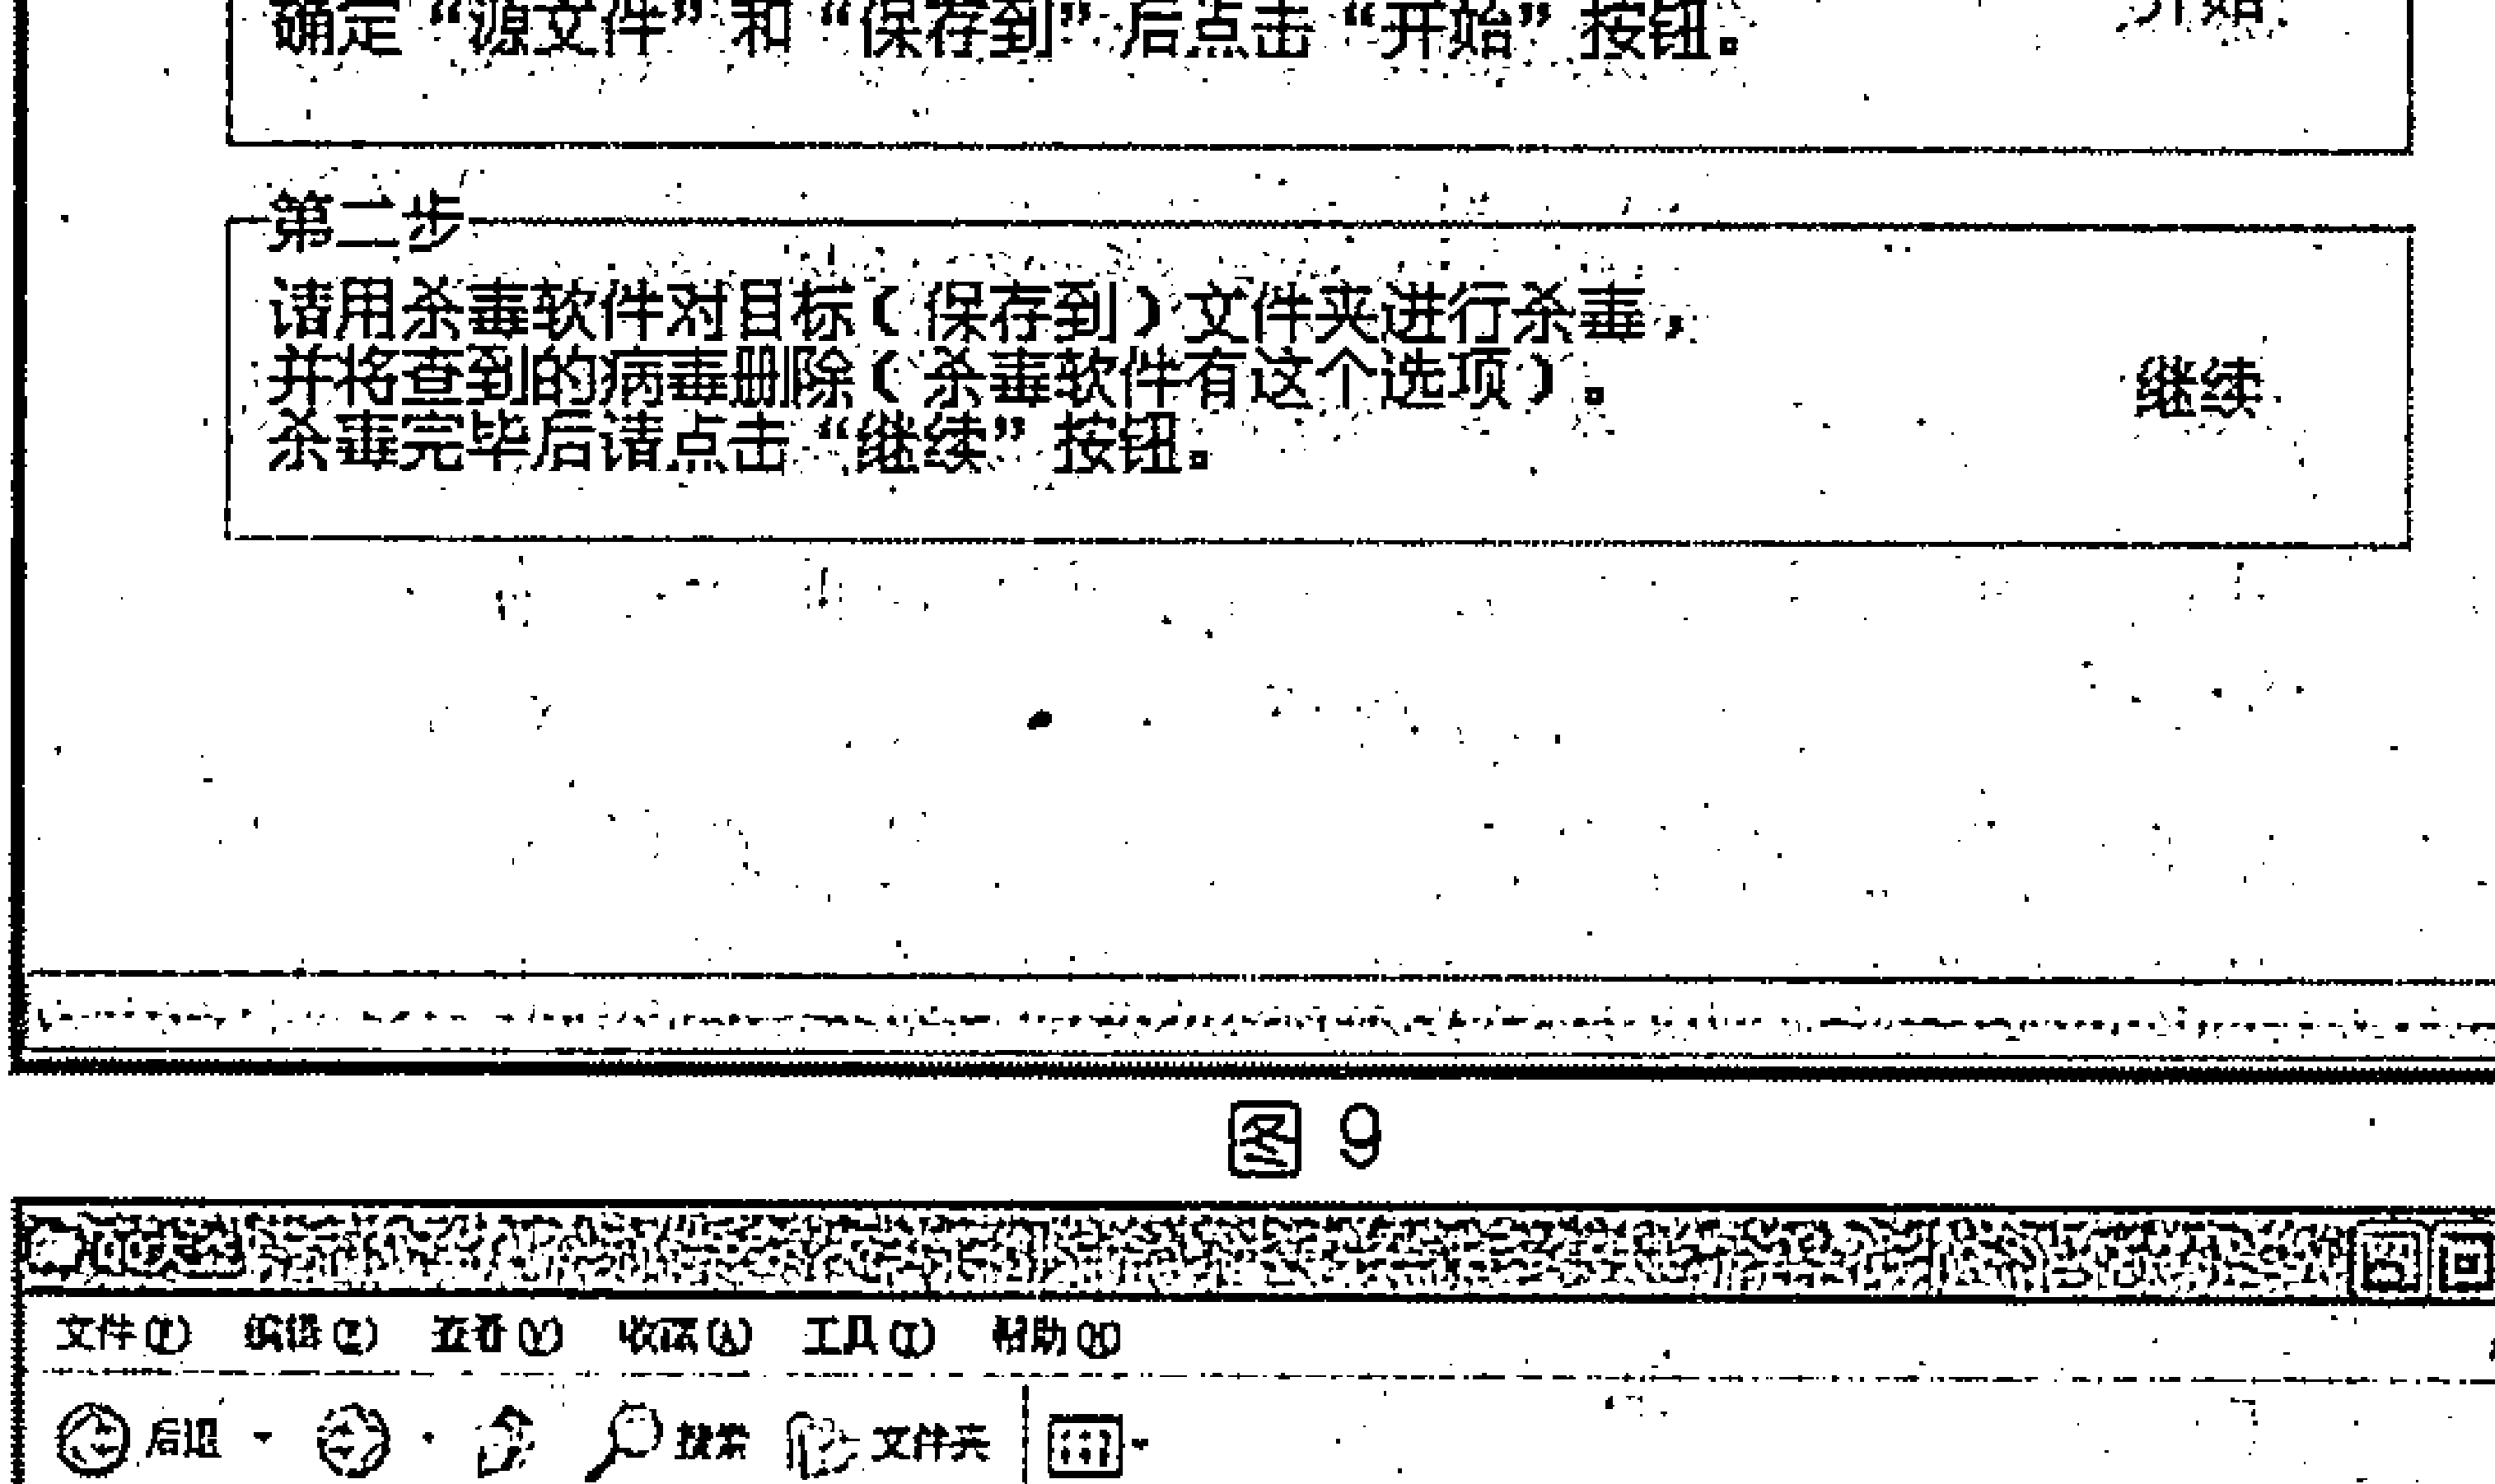 确定“源文件”和“保存到”后点击“开始”按钮。
开始
第二步
请用杀毒软件对目标(保存到)文件夹进行杀毒,
并将查到的病毒删除(杀毒软件有这个选项)。
杀毒完毕后请点击“继续”按钮。
继续
图 9
文件(F) 编辑(E) 查看(V) 收藏(A) 工具(T) 帮助(H)
后退 搜索 文件夹